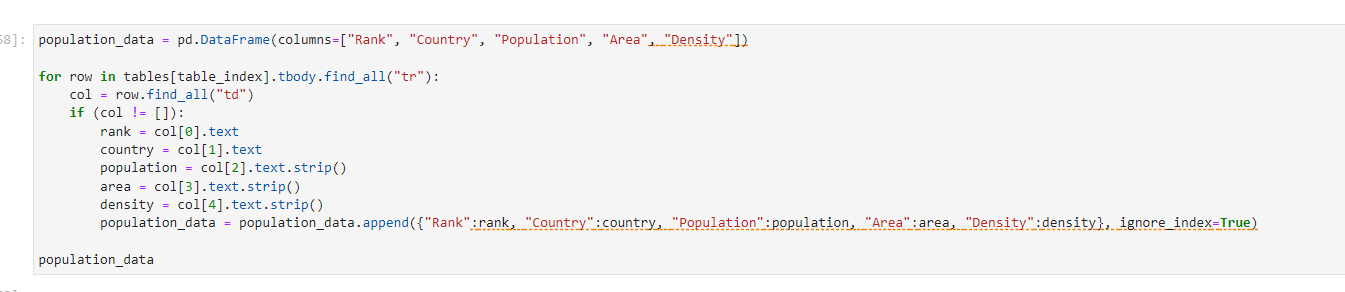 58]: population_data = pd.DataFrame(columns=["Rank", "Country", "Population", "Area", "Density"])
for row in tables[table_index].tbody.find_all("tr"):
    col = row.find_all("td")
    if (col != []):
        rank = col[0].text
        country = col[1].text
        population = col[2].text.strip()
        area = col[3].text.strip()
        density = col[4].text.strip()
        population_data = population_data.append({"Rank":rank, "Country":country, "Population":population, "Area":area, "Density":density}, ignore_index=True)
population_data